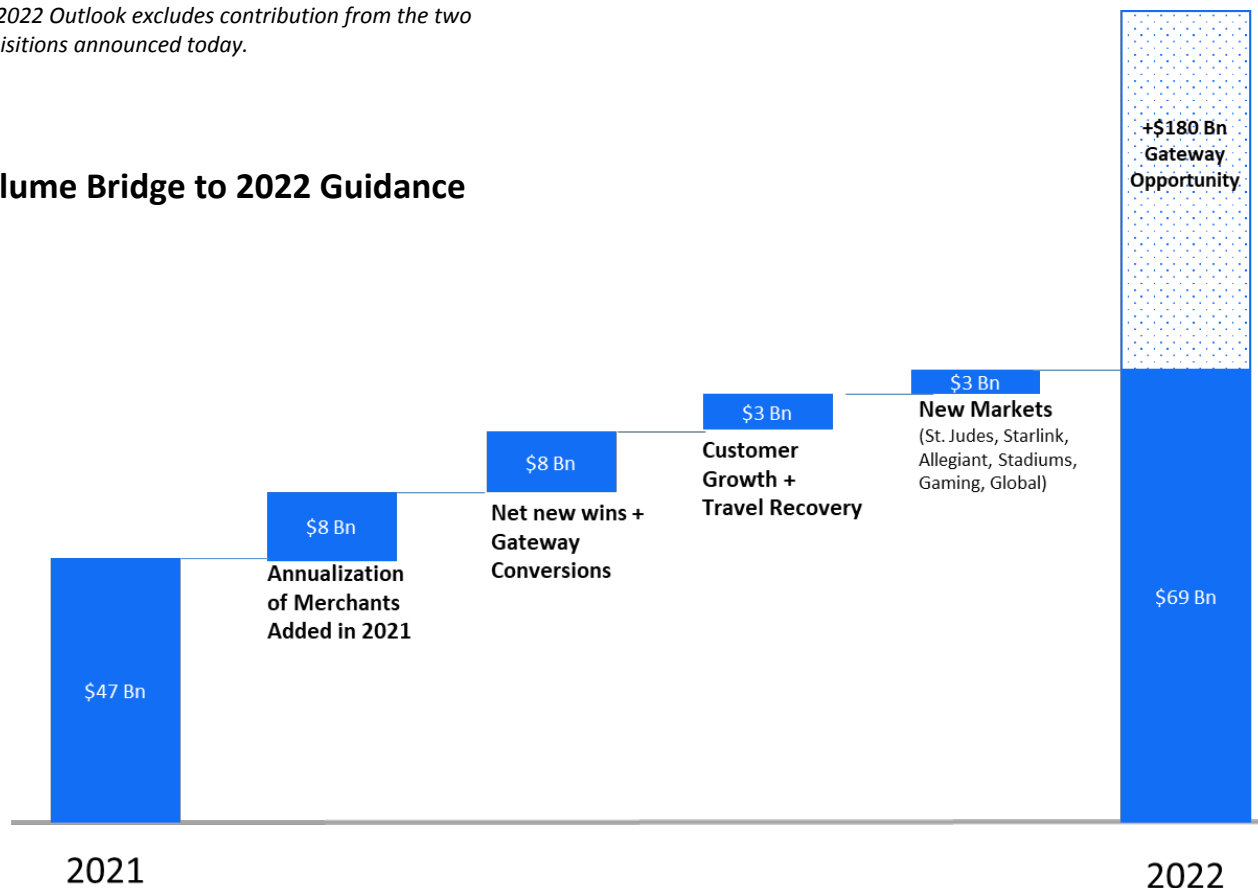 2022 Outlook excludes contribution from the two
isitions announced today.
lume Bridge to 2022 Guidance
+$180 Bn
Gateway
Opportunity
$3 Bn
New Markets
(St. Judes, Starlink,
Allegiant, Stadiums,
Gaming, Global)
$3 Bn
Customer
Growth +
Travel Recovery
$8 Bn
Net new wins +
Gateway
Conversions
$8 Bn
Annualization
of Merchants
Added in 2021
$47 Bn
$69 Bn
2021
2022